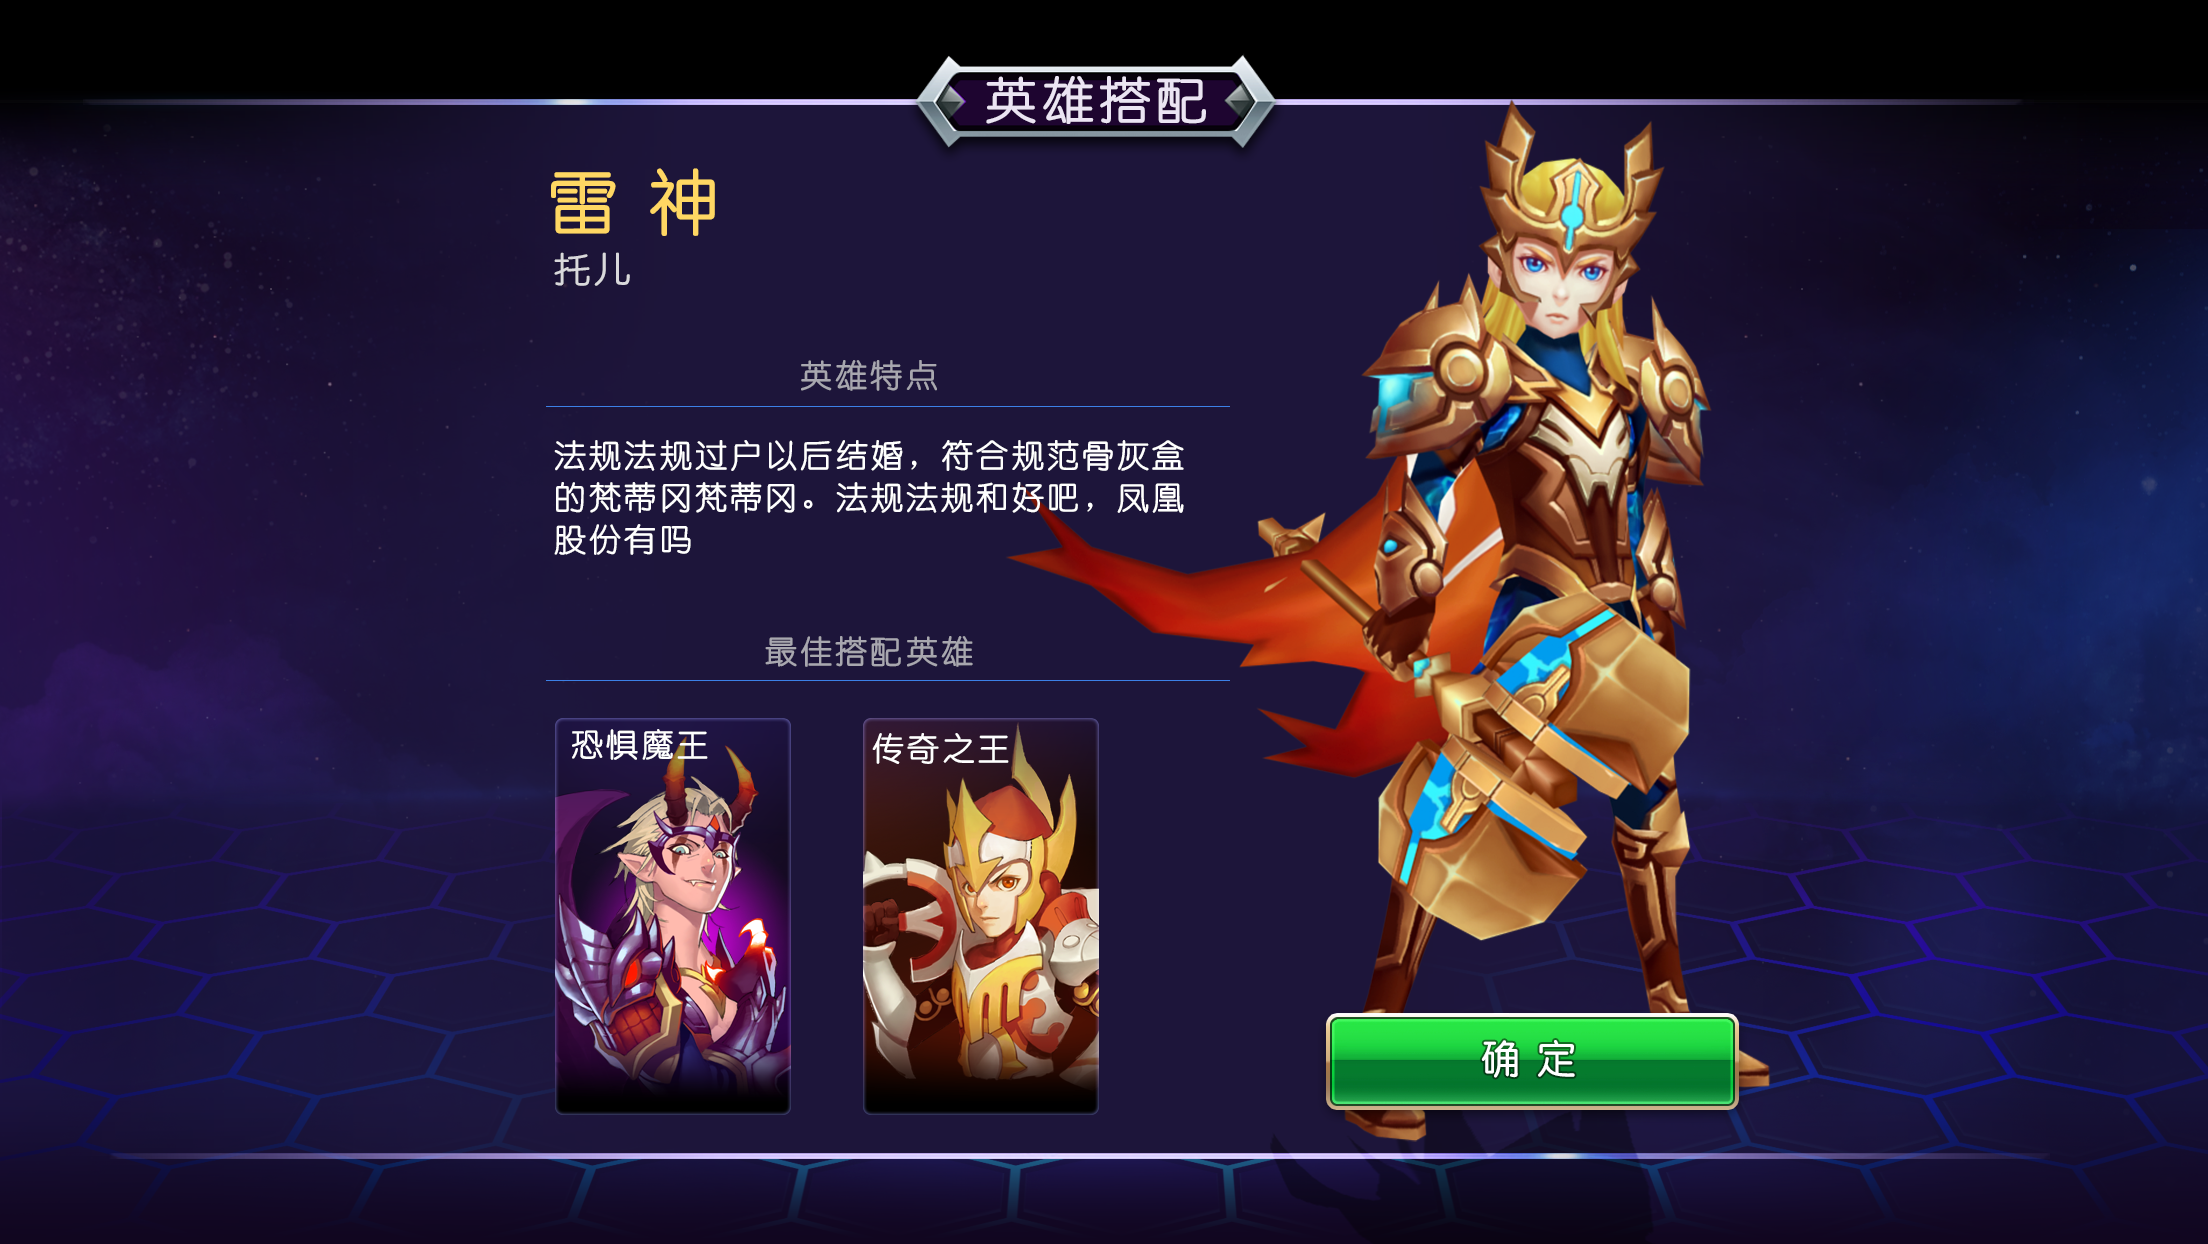 英雄搭配
雷神
托儿
英雄特点
法规法规过户以后结婚，符合规范骨灰盒
的梵蒂冈梵蒂冈。法规法规和好吧，凤凰
股份有吗
最佳搭配英雄
恐惧魔王
传奇之王
确定